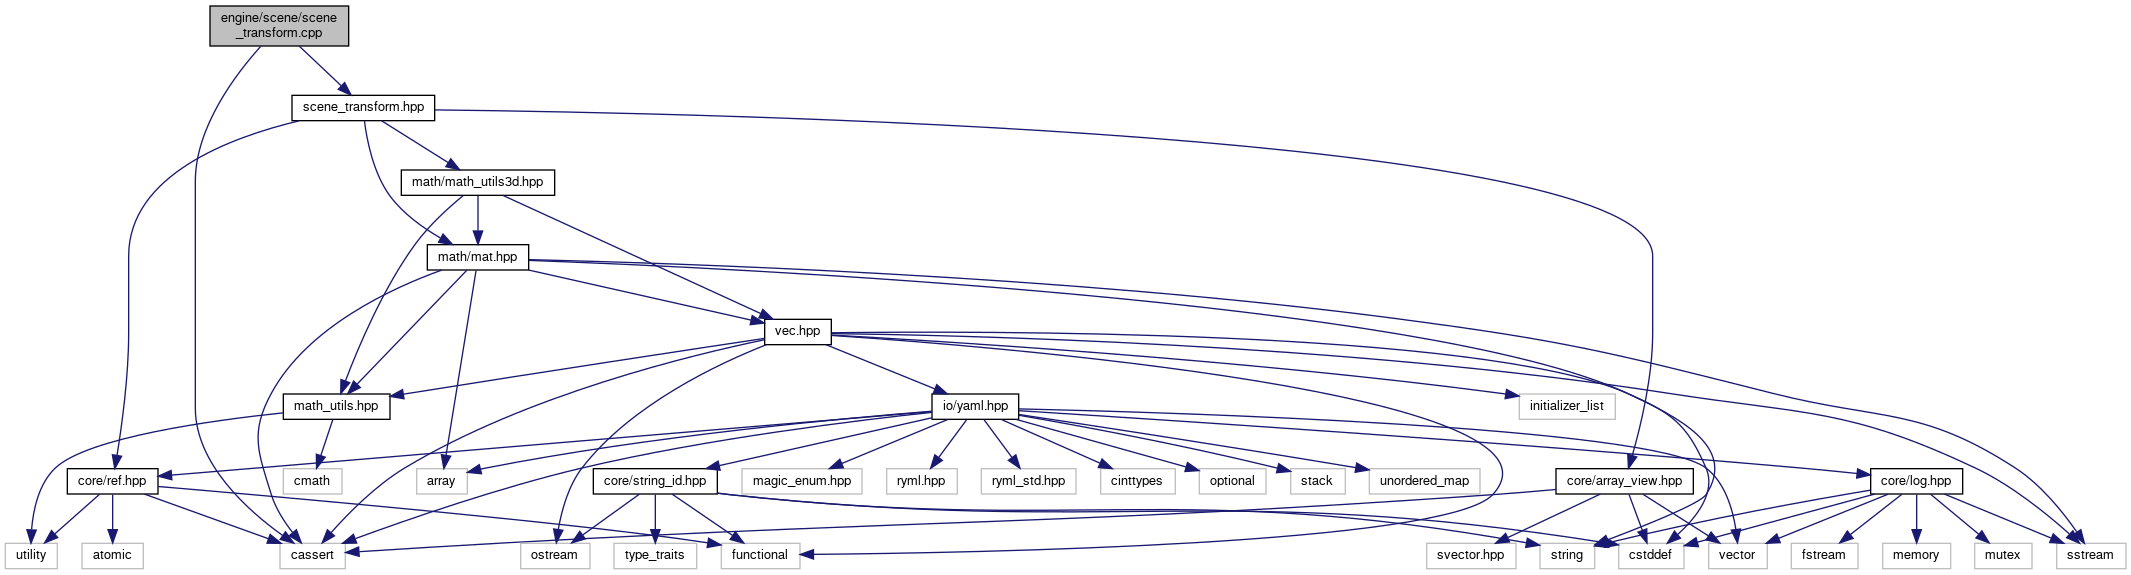 engine/scene/scene
_transform.cpp
scene_transform.hpp
math/math_utils3d.hpp
math/mat.hpp
vec.hpp
math_utils.hpp
io/yaml.hpp
initializer_list
core/ref.hpp
cmath
array
core/string_id.hpp
magic_enum.hpp
ryml.hpp
ryml_std.hpp
cinttypes
optional
stack
unordered_map
core/array_view.hpp
core/log.hpp
utility
atomic
cassert
ostream
type_traits
functional
svector.hpp
string
cstddef
vector
fstream
memory
mutex
sstream